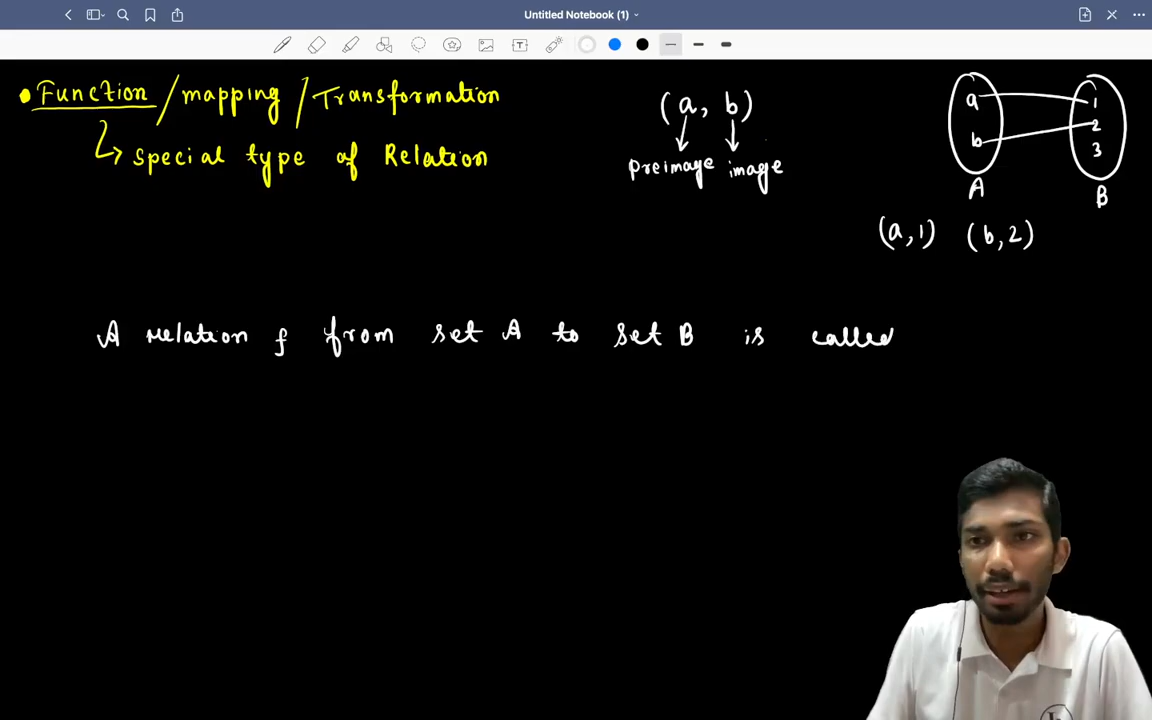 Untitled Notebook (1)
• Function / mapping / Transformation
↳ special type of Relation
(a, b)
preimage image
a
b
A
1
2
3
B
(a,1) (b,2)
A relation f from set A to set B is called